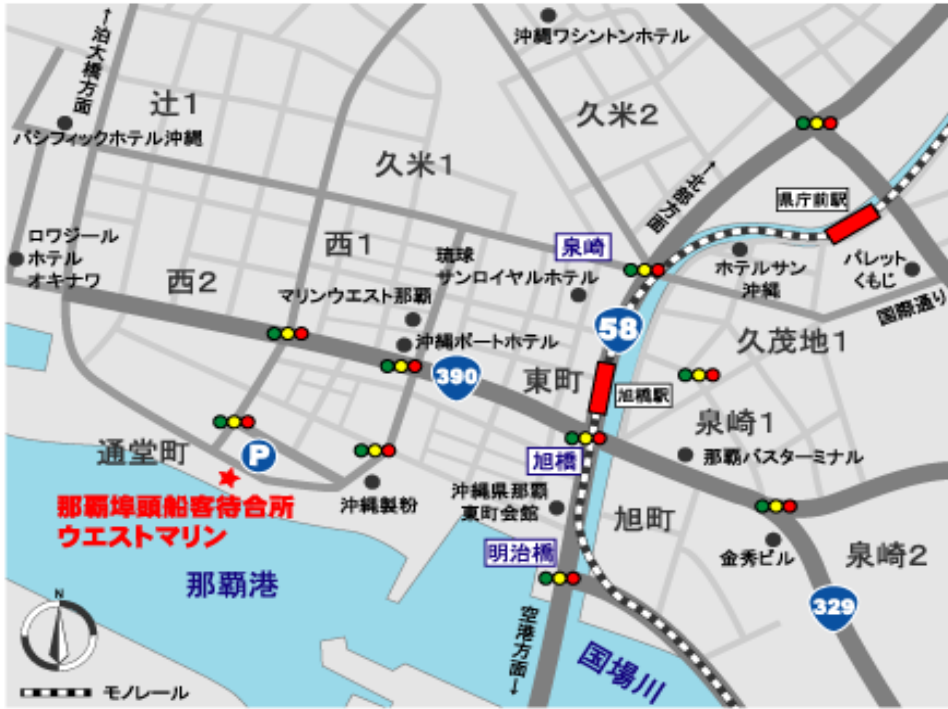 ↑泊大橋方面
沖縄ワシントンホテル
辻1
久米2
パシフィックホテル沖縄
久米1
↑北部方面
県庁前駅
ロワジール
ホテル
オキナワ
西1
西2
琉球
サンロイヤルホテル
泉崎
ホテルサン
沖縄
パレット
くもじ
国際通り
マリンウエスト那覇
沖縄ポートホテル
58
久茂地1
390
東町
旭橋駅
泉崎1
通堂町
P
旭橋
那覇バスターミナル
那覇埠頭船客待合所
ウエストマリン
沖縄製粉
沖縄県那覇
東町会館
旭町
那覇港
明治橋
金秀ビル
泉崎2
329
N
空港方面↓
国場川
モノレール